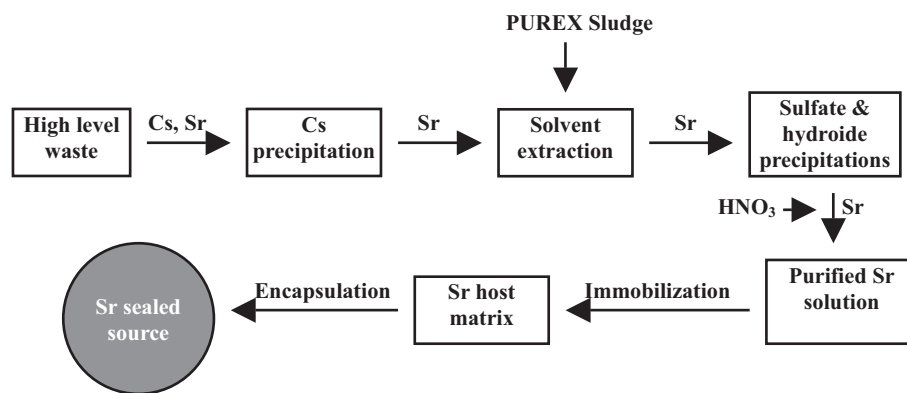 PUREX Sludge
High level
waste
Cs, Sr
Cs
precipitation
Sr
Solvent
extraction
Sr
Sulfate &
hydroide
precipitations
HNO₃
Sr
Purified Sr
solution
Immobilization
Sr host
matrix
Encapsulation
Sr sealed
source